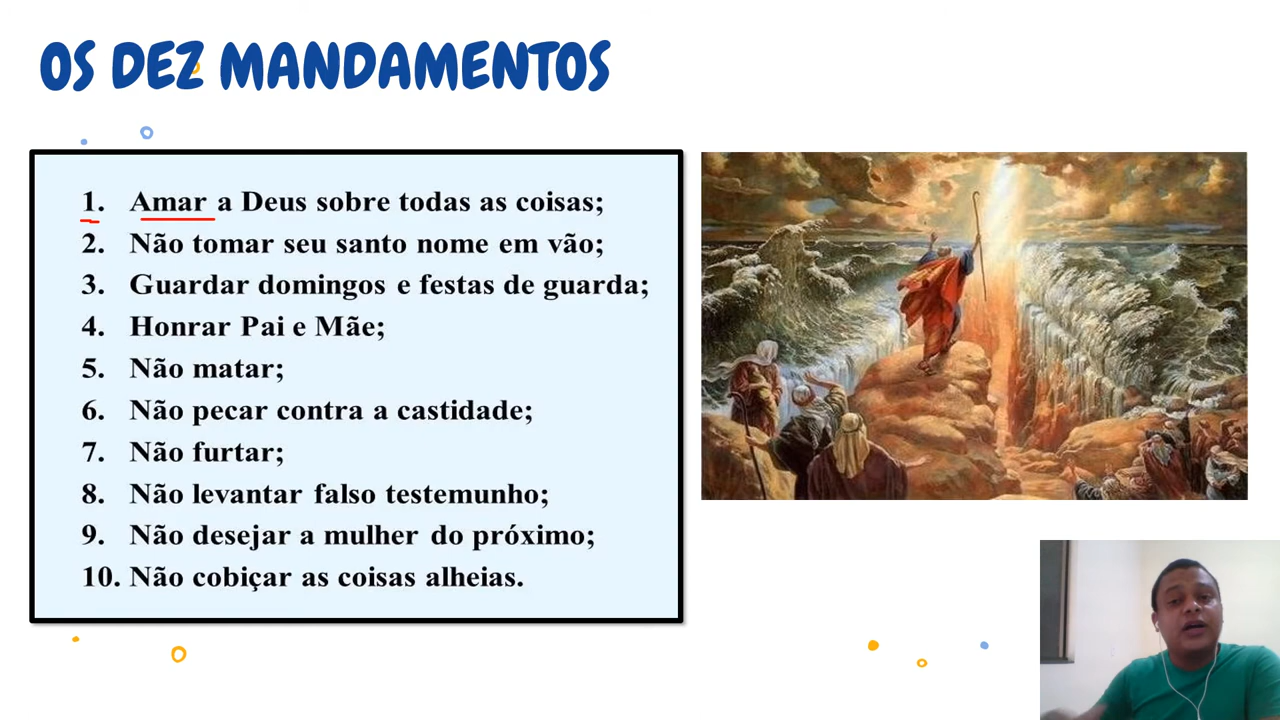 OS DEZ MANDAMENTOS
1. Amar a Deus sobre todas as coisas;
2. Não tomar seu santo nome em vão;
3. Guardar domingos e festas de guarda;
4. Honrar Pai e Mãe;
5. Não matar;
6. Não pecar contra a castidade;
7. Não furtar;
8. Não levantar falso testemunho;
9. Não desejar a mulher do próximo;
10. Não cobiçar as coisas alheias.